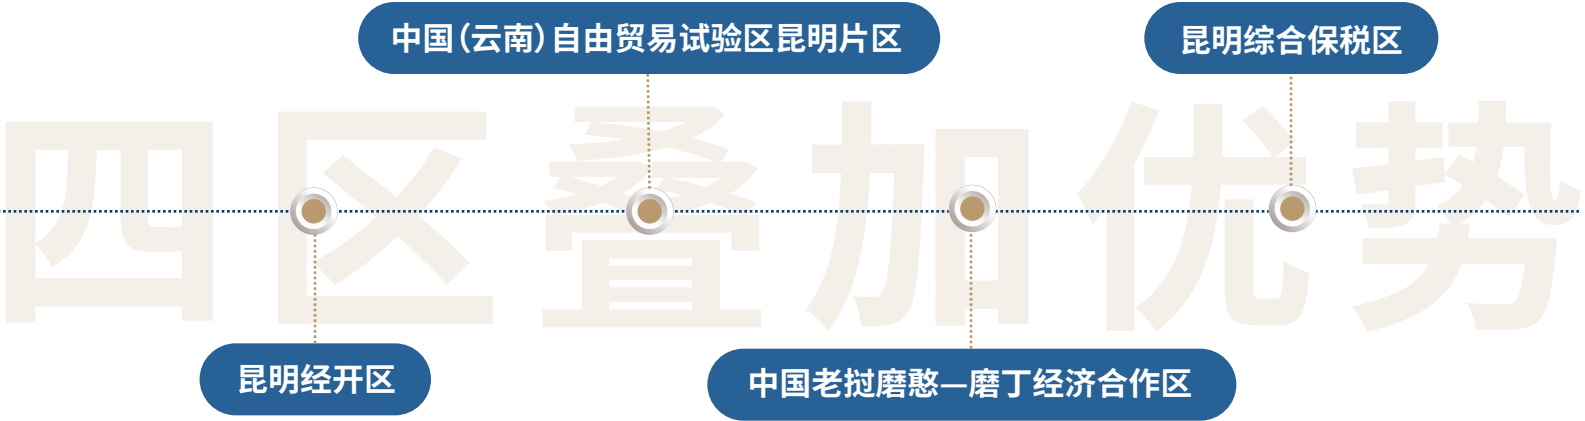 中国（云南）自由贸易试验区昆明片区
昆明综合保税区
四区叠加优势
昆明经开区
中国老挝磨憨—磨丁经济合作区